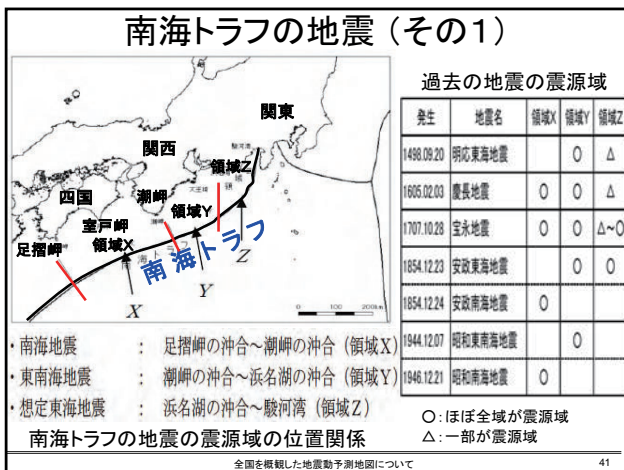 南海トラフの地震（その１）
関東
関西
駿河湾
領域Z
四国
潮岬
室戸岬
領域Y
足摺岬
領域X
南海トラフ
X
Y
Z
0 100 200km
過去の地震の震源域
発生 地震名 領域X 領域Y 領域Z
1498.09.20 明応東海地震 ○ △
1605.02.03 慶長地震 ○ ○ △
1707.10.28 宝永地震 ○ ○ △~○
1854.12.23 安政東海地震 ○ ○
1854.12.24 安政南海地震 ○
1944.12.07 昭和東南海地震 ○
1946.12.21 昭和南海地震 ○
・南海地震 : 足摺岬の沖合～潮岬の沖合（領域X）
・東南海地震 : 潮岬の沖合～浜名湖の沖合（領域Y）
・想定東海地震 : 浜名湖の沖合～駿河湾（領域Z）
○：ほぼ全域が震源域
△：一部が震源域
南海トラフの地震の震源域の位置関係
全国を概観した地震動予測地図について
41